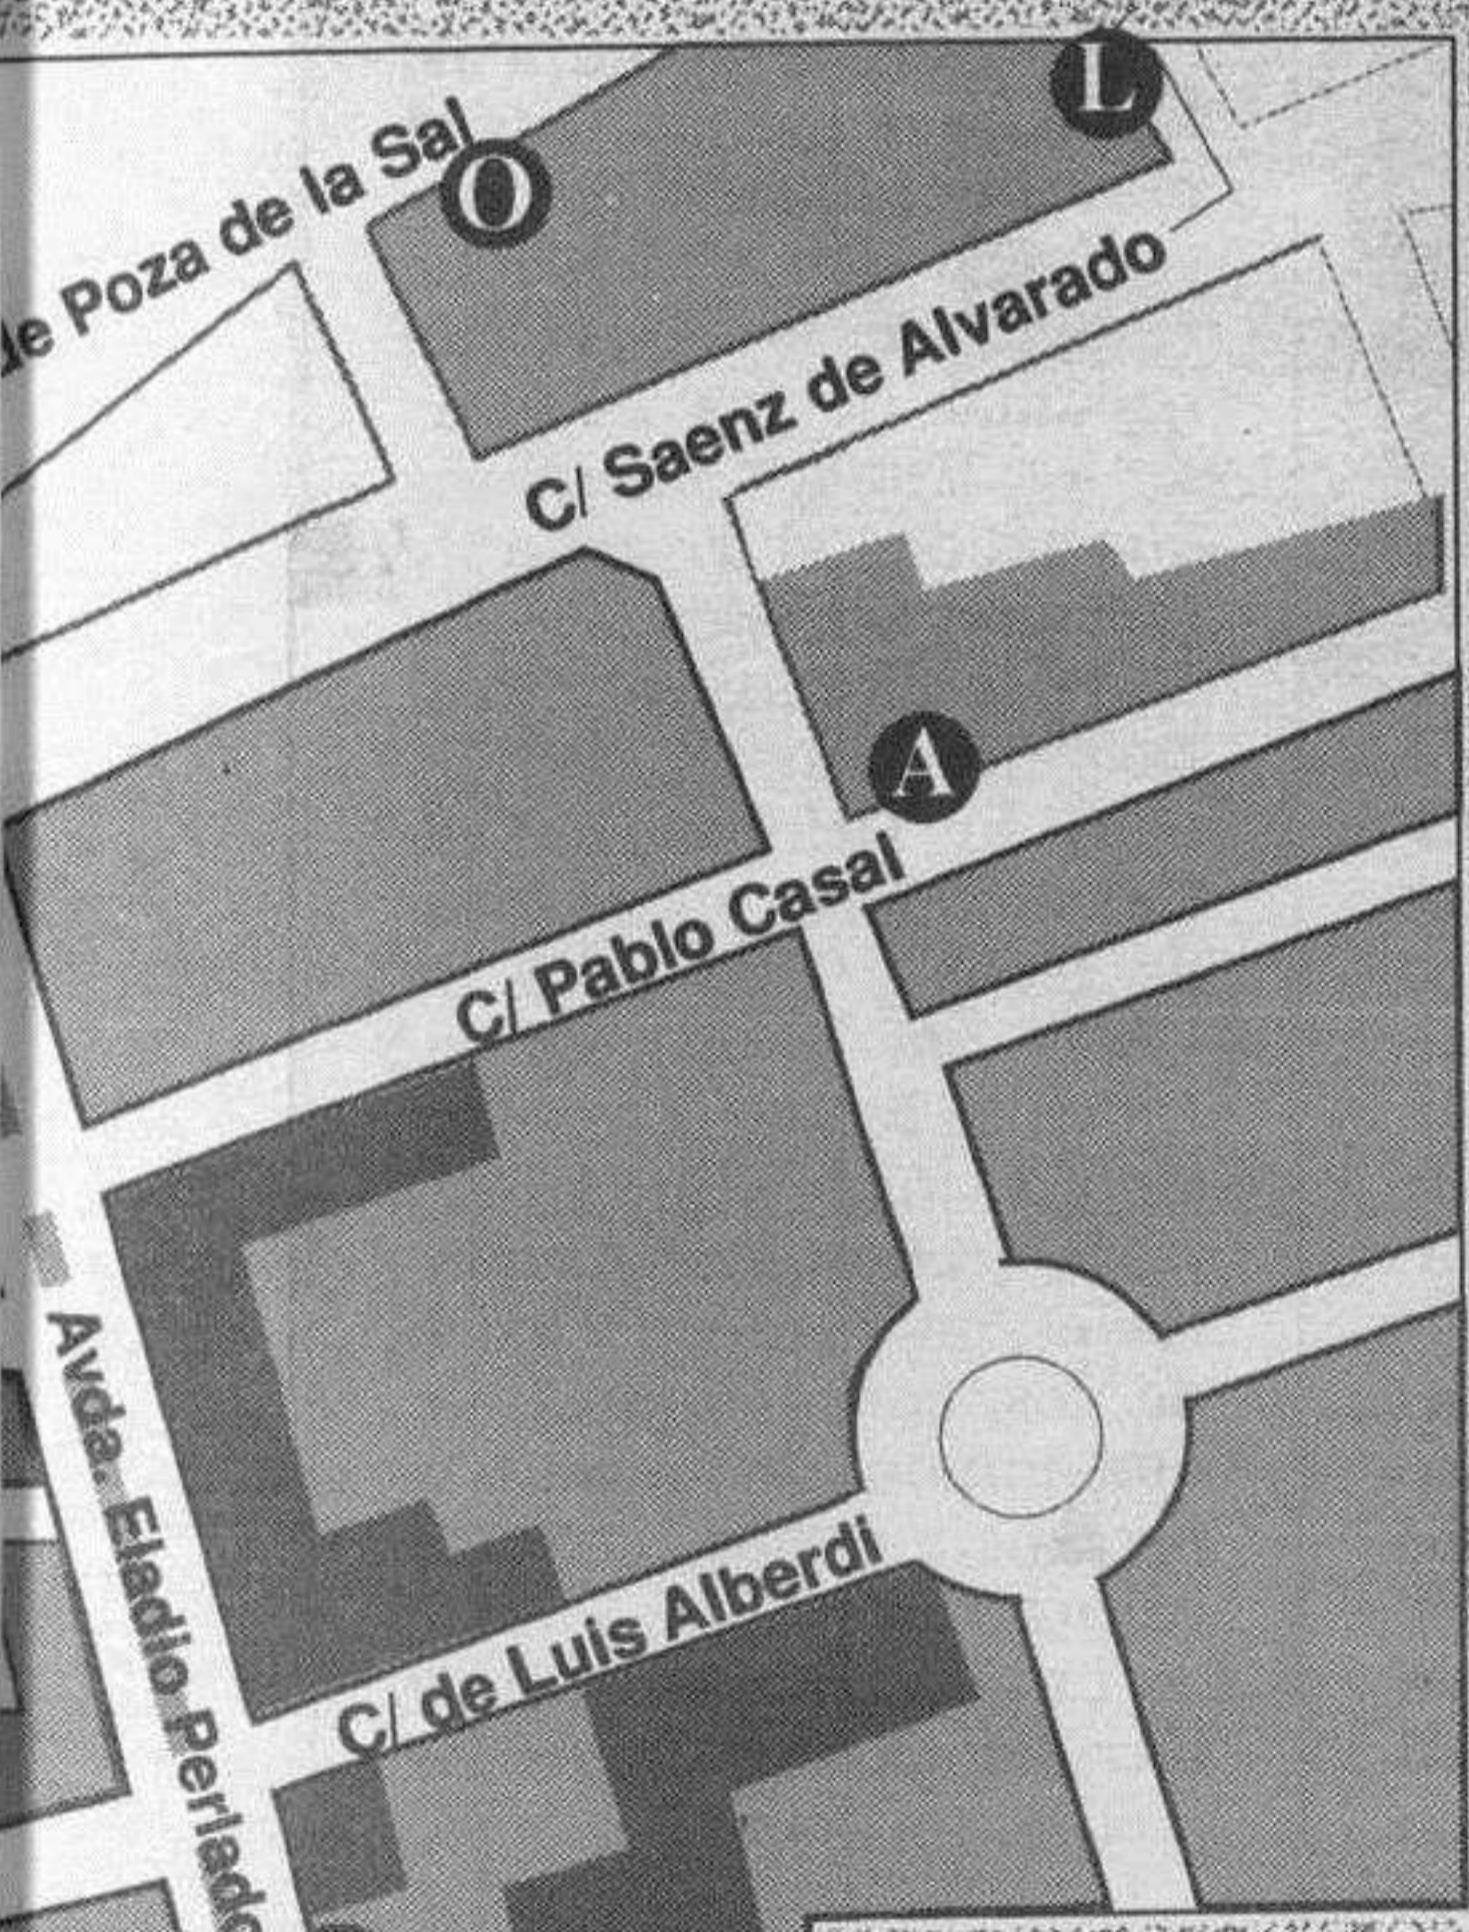 L
de Poza de la Sal
O
C/ Saenz de Alvarado
A
C/ Pablo Casal
C/ de Luis Alberdi
Avda. Eladio Perlado